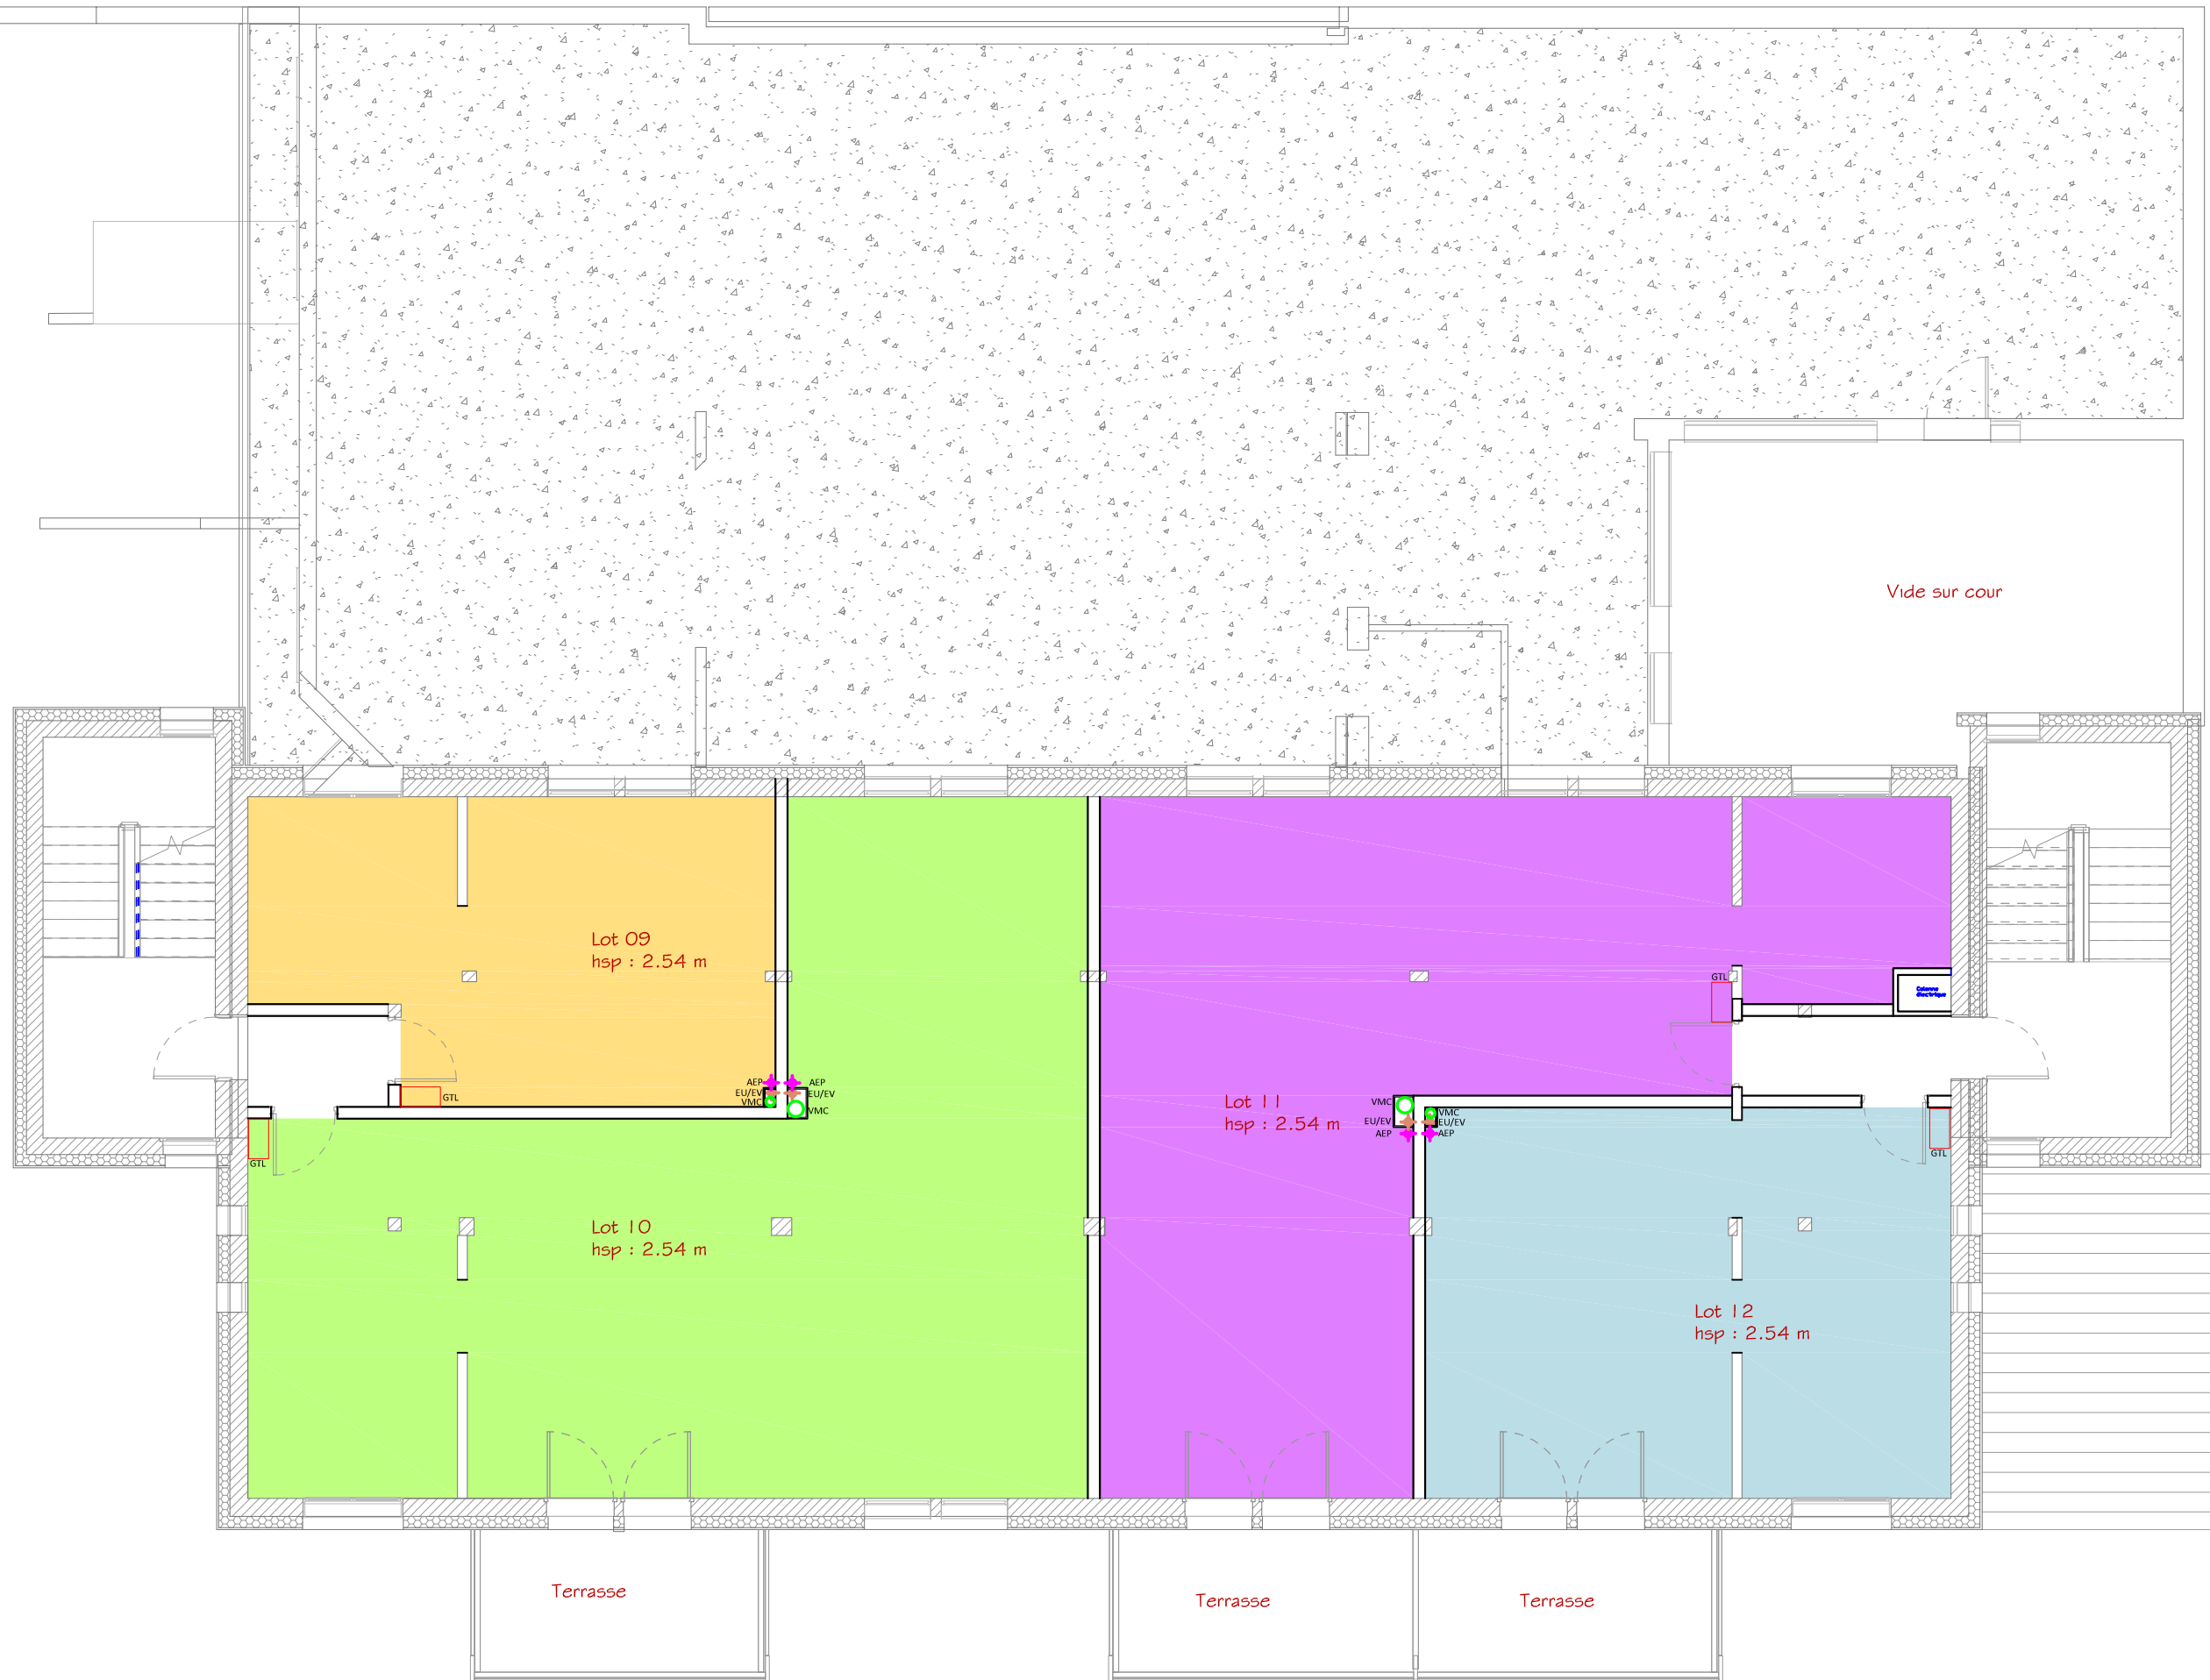 Vide sur cour
Lot 09
hsp : 2.54 m
GTL
Colonne
électrique
AEP
AEP
EU/EV
EU/EV
VMC
VMC
GTL
GTL
Lot 11
hsp : 2.54 m
VMC
VMC
EU/EV
EU/EV
AEP
AEP
GTL
Lot 10
hsp : 2.54 m
Lot 12
hsp : 2.54 m
Terrasse
Terrasse
Terrasse